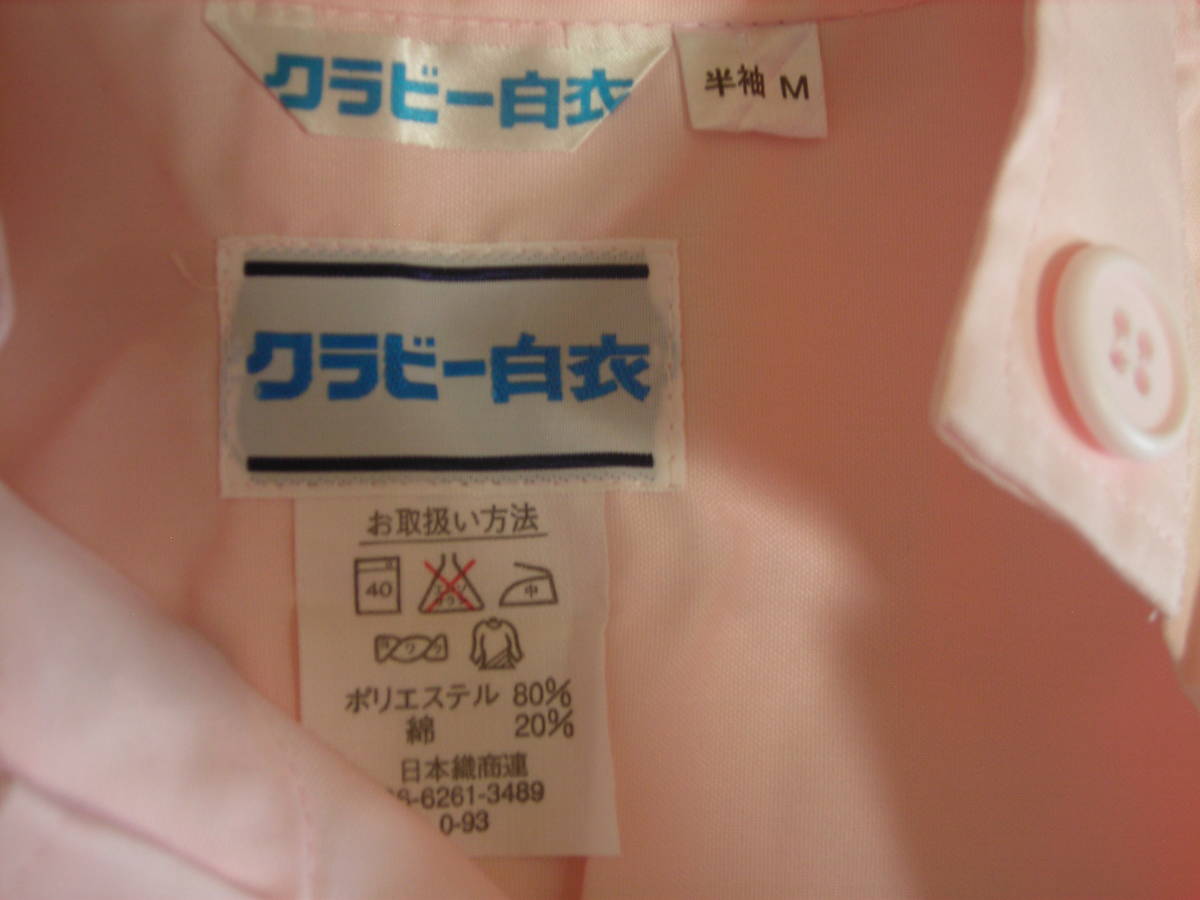 クラビー白衣
半袖 M
クラビー白衣
お取扱い方法
40
中
ポリエステル 80%
綿 20%
日本織商連
6-6261-3489
0-93